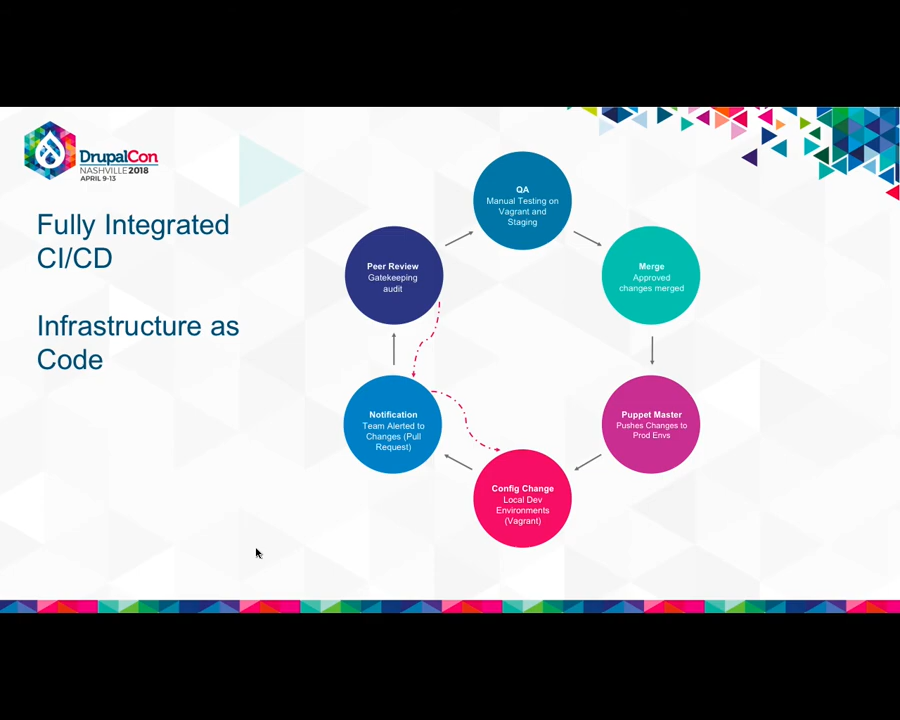 DrupalCon
NASHVILLE 2018
APRIL 9-13
Fully Integrated
CI/CD
Infrastructure as
Code
QA
Manual Testing on
Vagrant and
Staging
Merge
Approved
changes merged
Puppet Master
Pushes Changes to
Prod Envs
Config Change
Local Dev
Environments
(Vagrant)
Notification
Team Alerted to
Changes (Pull
Request)
Peer Review
Gatekeeping
audit